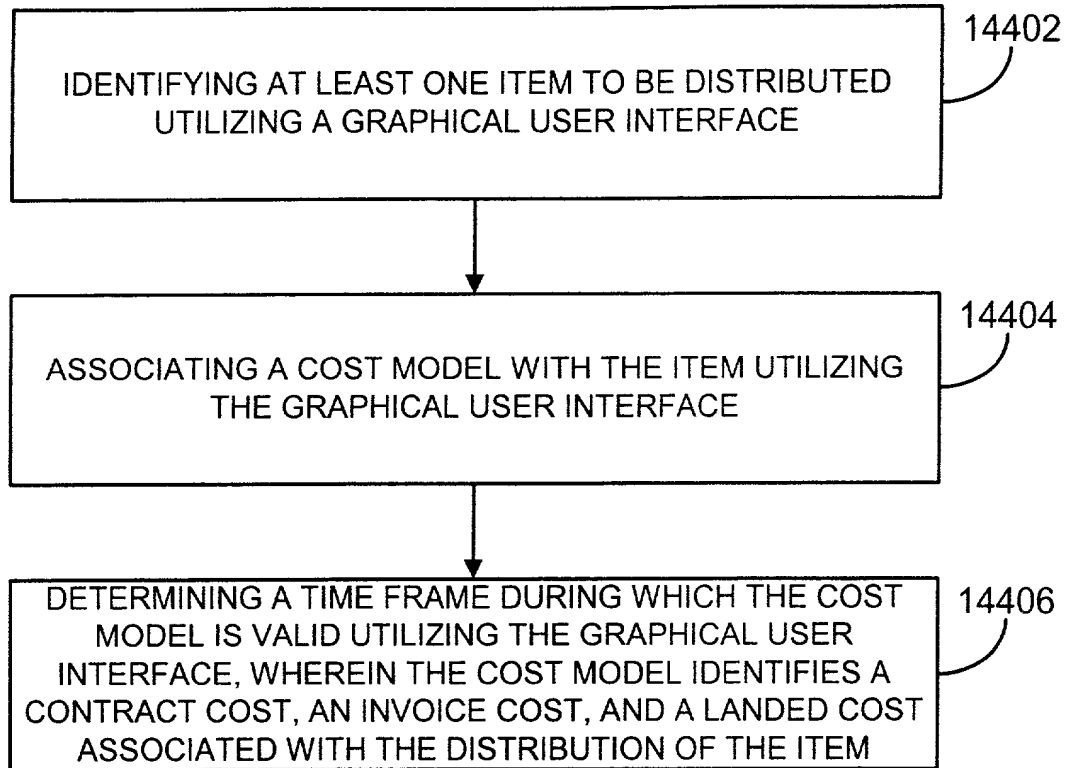 14402
IDENTIFYING AT LEAST ONE ITEM TO BE DISTRIBUTED
UTILIZING A GRAPHICAL USER INTERFACE
14404
ASSOCIATING A COST MODEL WITH THE ITEM UTILIZING
THE GRAPHICAL USER INTERFACE
14406
DETERMINING A TIME FRAME DURING WHICH THE COST
MODEL IS VALID UTILIZING THE GRAPHICAL USER
INTERFACE, WHEREIN THE COST MODEL IDENTIFIES A
CONTRACT COST, AN INVOICE COST, AND A LANDED COST
ASSOCIATED WITH THE DISTRIBUTION OF THE ITEM